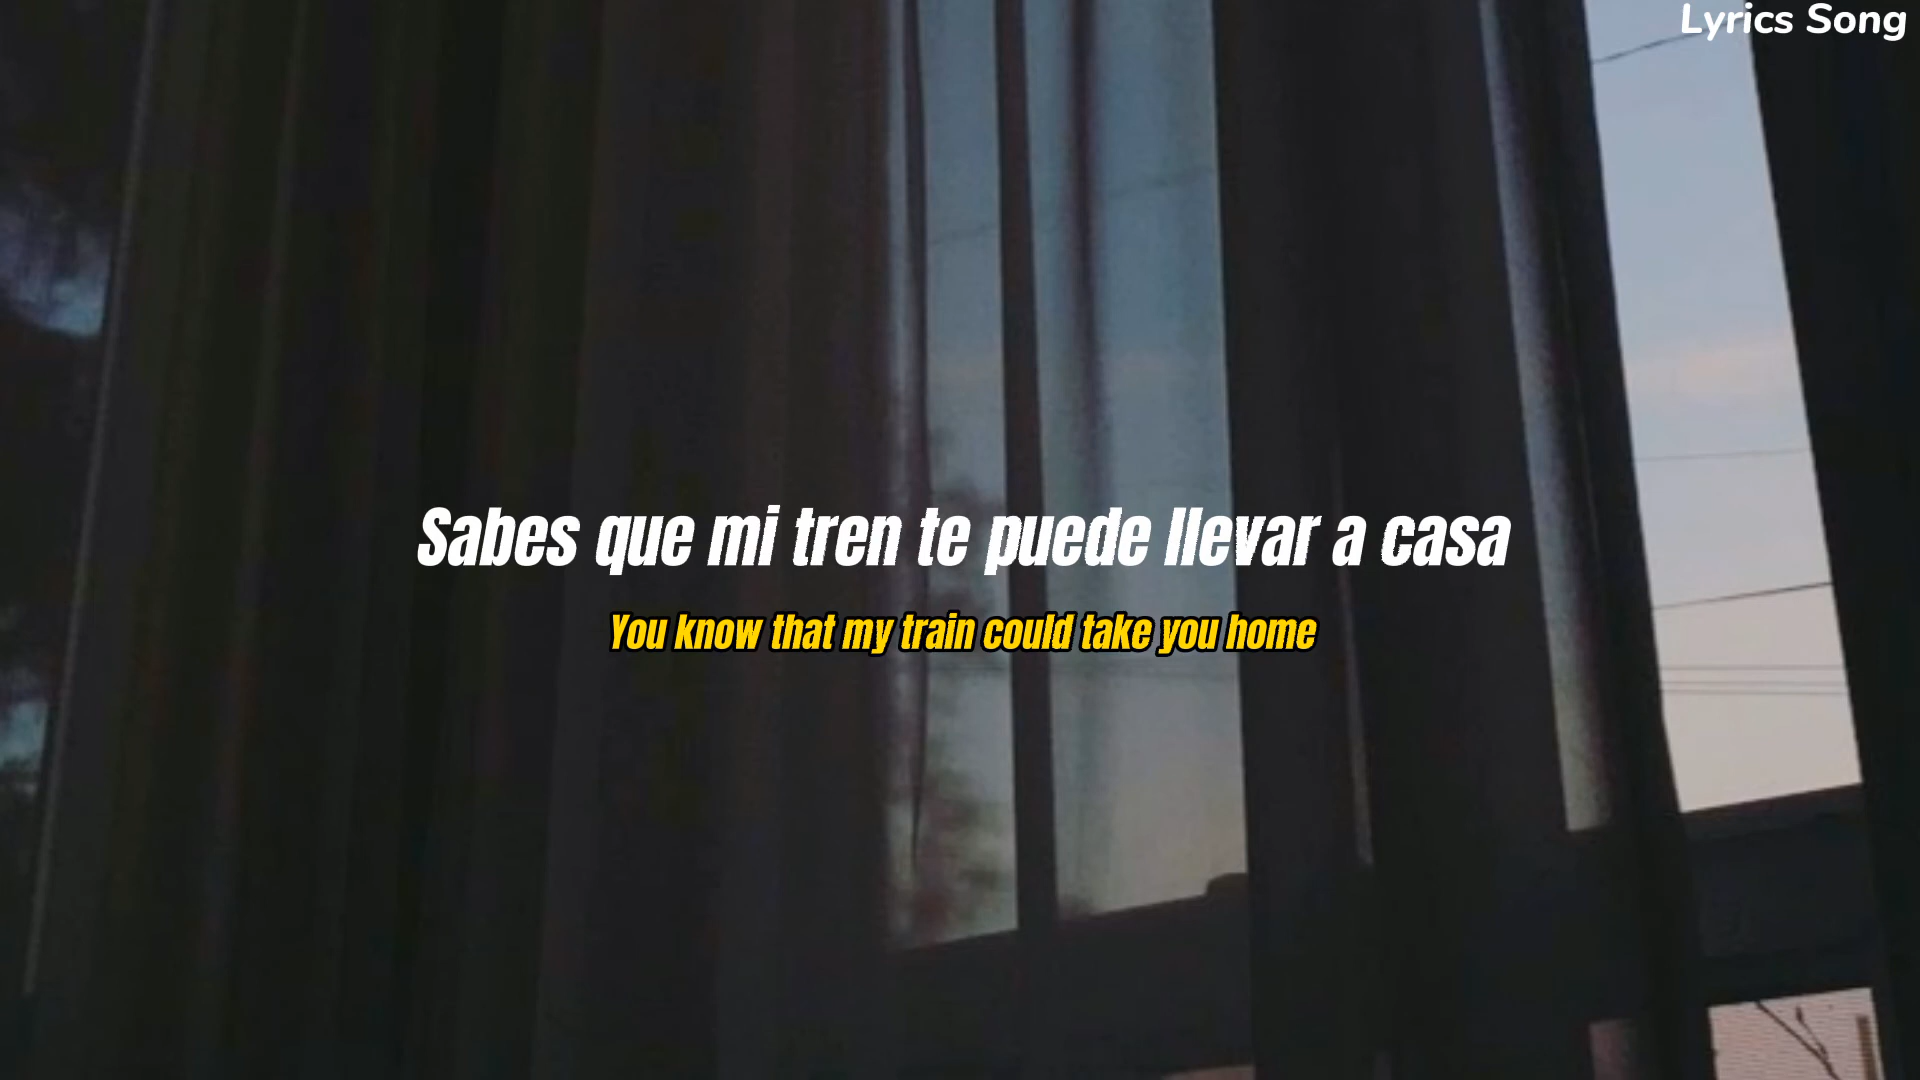 Lyrics Song
Sabes que mi tren te puede llevar a casa
You know that my train could take you home